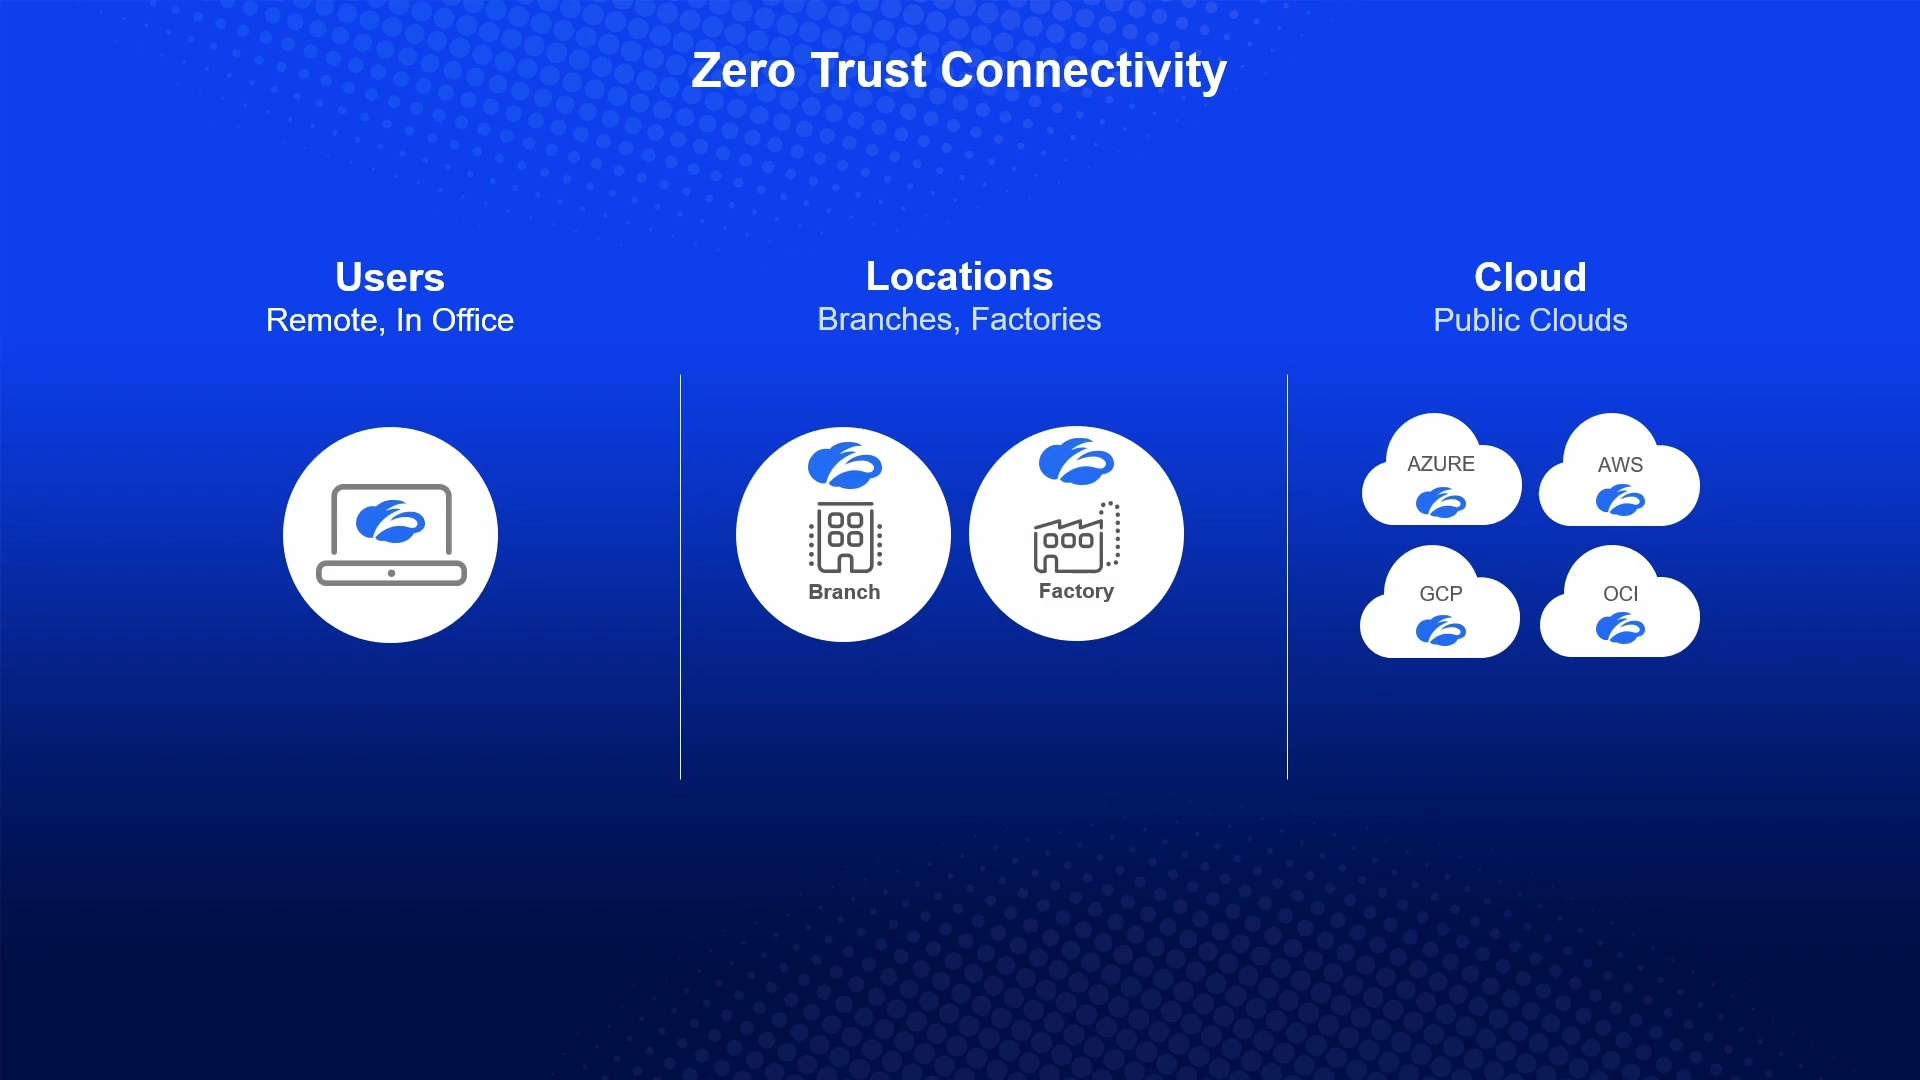 Zero Trust Connectivity
Users
Remote, In Office
Locations
Branches, Factories
Branch
Factory
Cloud
Public Clouds
AZURE
AWS
GCP
OCI